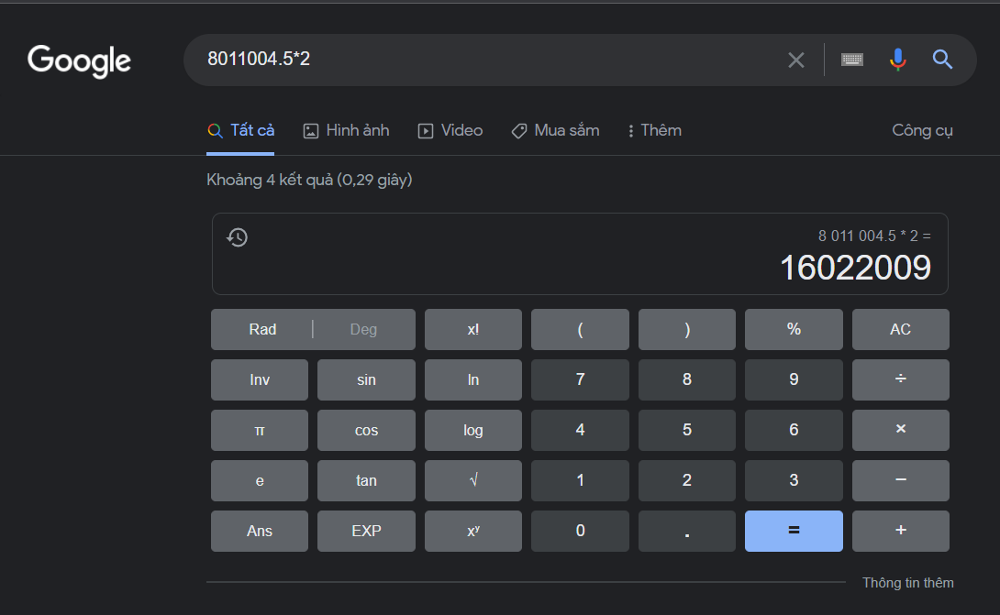 Google
8011004.5*2
Tất cả Hình ảnh Video Mua sắm Thêm Công cụ
Khoảng 4 kết quả (0,29 giây)
8 011 004.5 * 2 =
16022009
Rad | Deg x! ( ) % AC
Inv sin ln 7 8 9 ÷
π cos log 4 5 6 ×
e tan √ 1 2 3 −
Ans EXP xʸ 0 . = +
Thông tin thêm